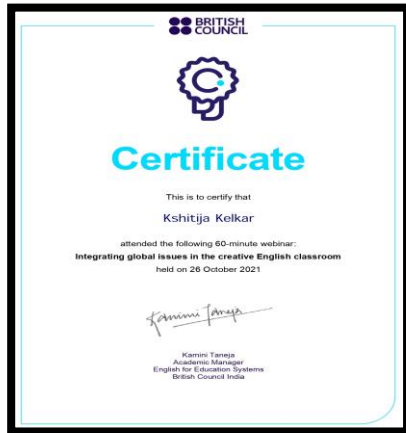 BRITISH
COUNCIL
Certificate
This is to certify that
Kshitija Kelkar
attended the following 60-minute webinar:
Integrating global issues in the creative English classroom
held on 26 October 2021
Kamini Taneja
Kamini Taneja
Academic Manager
English for Education Systems
British Council India